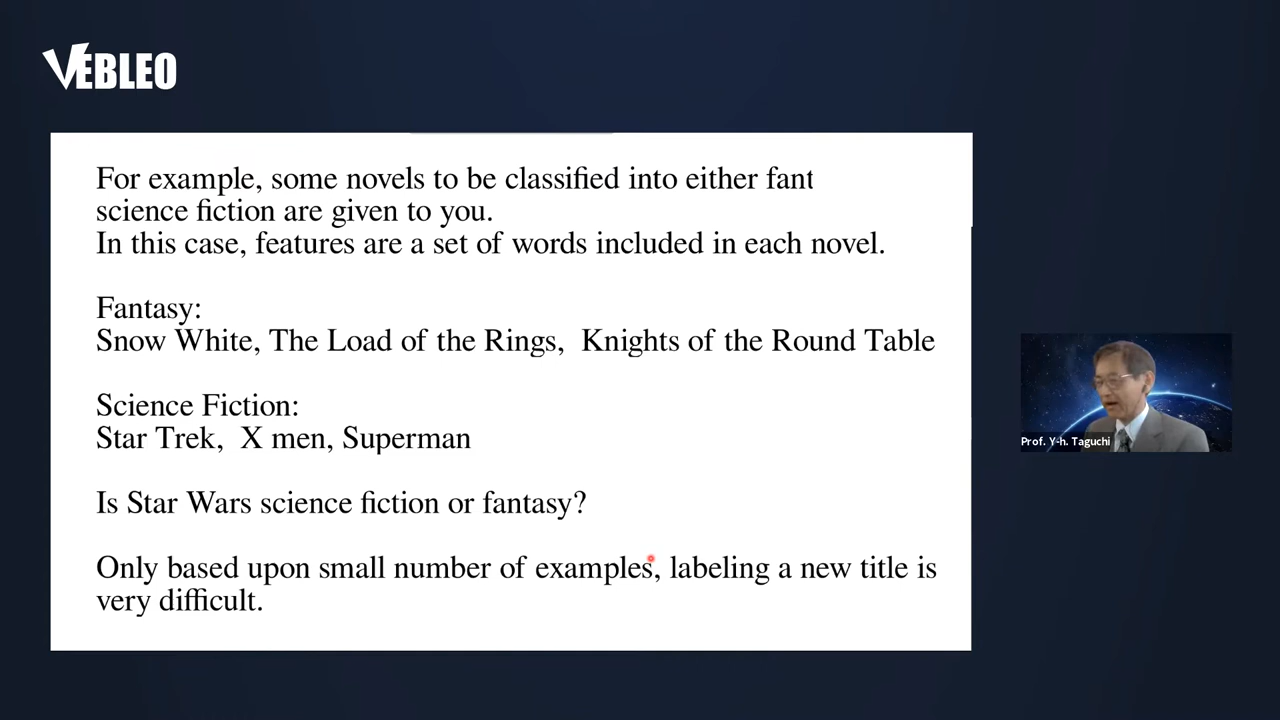 VEBLEO
For example, some novels to be classified into either fant
science fiction are given to you.
In this case, features are a set of words included in each novel.
Fantasy:
Snow White, The Load of the Rings, Knights of the Round Table
Science Fiction:
Star Trek, X men, Superman
Is Star Wars science fiction or fantasy?
Only based upon small number of examples, labeling a new title is
very difficult.
Prof. Y-h. Taguchi